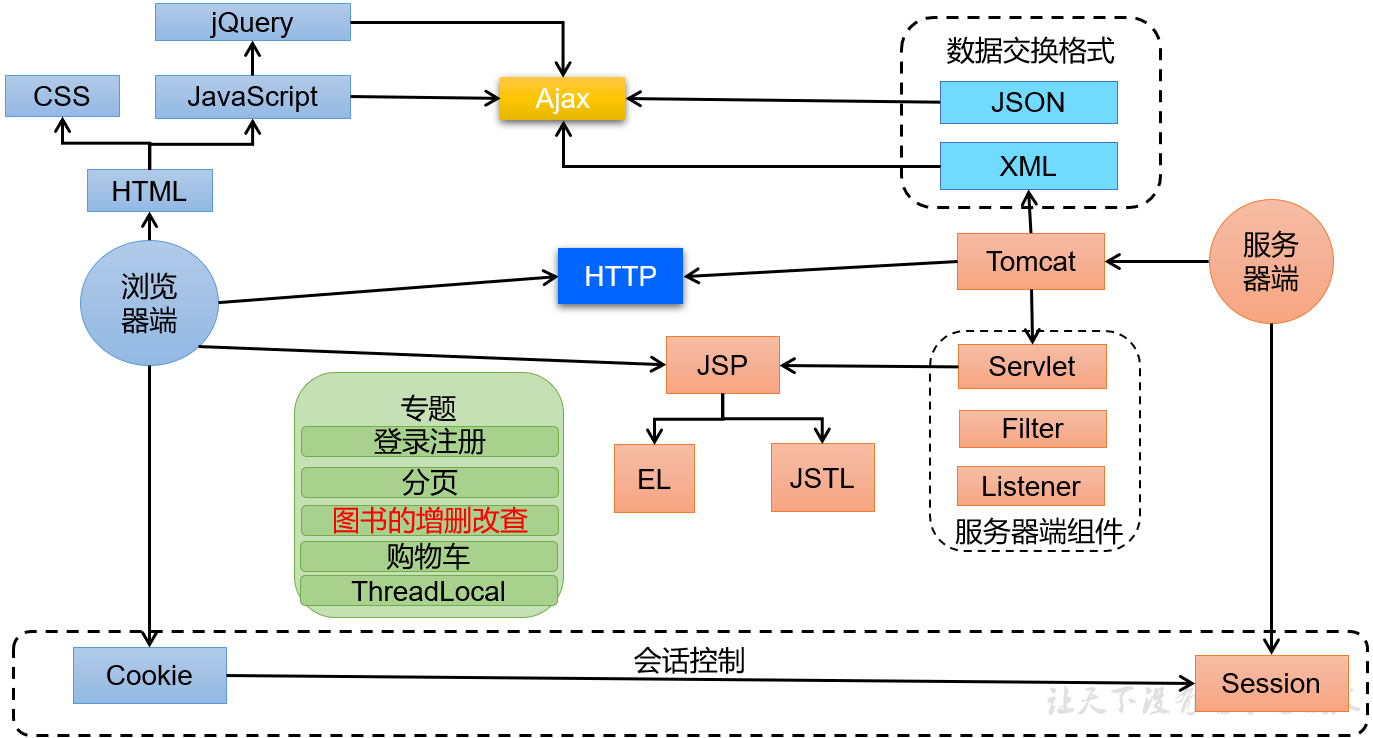 jQuery
CSS
JavaScript
Ajax
数据交换格式
JSON
XML
HTML
浏览
器端
HTTP
Tomcat
服务
器端
JSP
EL
JSTL
Servlet
Filter
Listener
服务器端组件
专题
登录注册
分页
图书的增删改查
购物车
ThreadLocal
会话控制
Cookie
Session
让天下没有